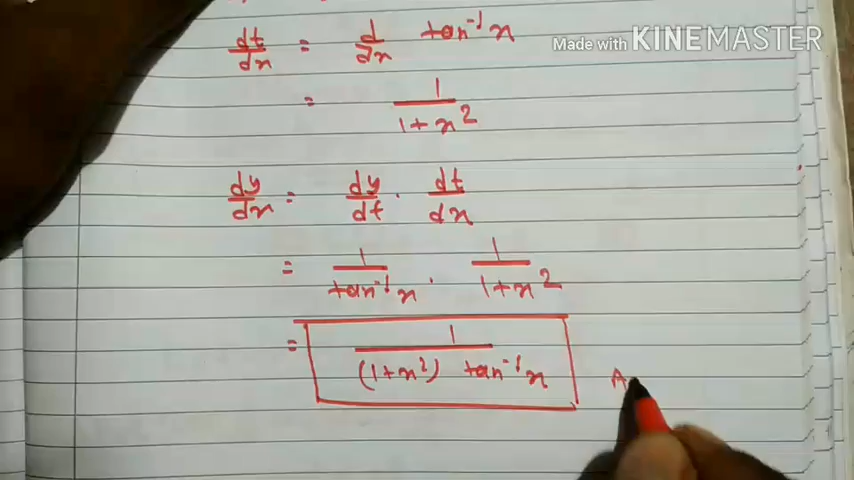 dt/dx = d/dx tan⁻¹x
Made with KINEMASTER
= 1/(1+x²)
dy/dx = dy/dt · dt/dx
= 1/(tan⁻¹x) · 1/(1+x²)
= 1/((1+x²) tan⁻¹x) A